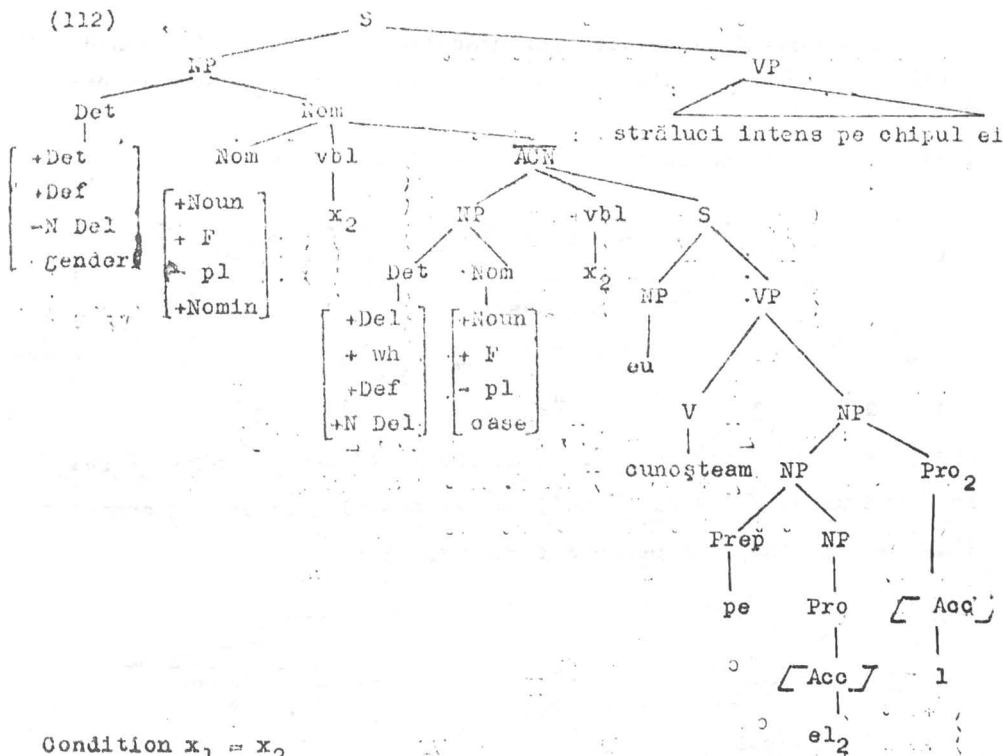 (112) S
NP VP
Det Nom
străluci intens pe chipul ei
Nom vbl ACN
+Det
+Def
-N Del
gender
+Noun
+ F
- pl
+Nomin
x2
NP vbl S
Det Nom x2 NP VP
+Del
+ wh
+Def
+N Del
+Noun
+ F
- pl
case
eu
V NP
cunoşteam NP Pro2
Prep NP
pe Pro [Acc]
[Acc] l
el2
Condition x1 = x2